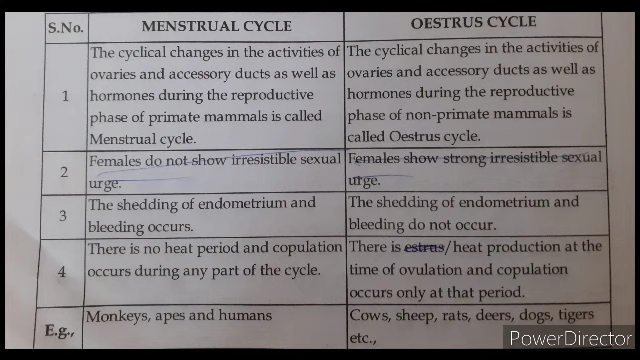 S.No. MENSTRUAL CYCLE OESTRUS CYCLE
1
The cyclical changes in the activities of
ovaries and accessory ducts as well as
hormones during the reproductive
phase of primate mammals is called
Menstrual cycle.
The cyclical changes in the activities of
ovaries and accessory ducts as well as
hormones during the reproductive
phase of non-primate mammals is
called Oestrus cycle.
2
Females do not show irresistible sexual
urge.
Females show strong irresistible sexual
urge.
3
The shedding of endometrium and
bleeding occurs.
The shedding of endometrium and
bleeding do not occur.
4
There is no heat period and copulation
occurs during any part of the cycle.
There is estrus/heat production at the
time of ovulation and copulation
occurs only at that period.
E.g.,
Monkeys, apes and humans
Cows, sheep, rats, deers, dogs, tigers
etc.,
PowerDirector